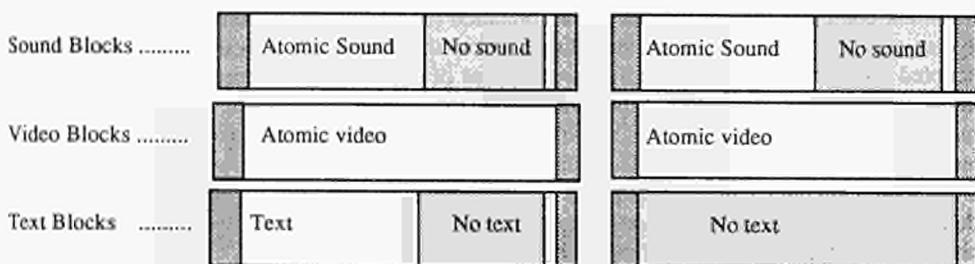 Sound Blocks ......... Atomic Sound No sound Atomic Sound No sound
Video Blocks ......... Atomic video Atomic video
Text Blocks ......... Text No text No text